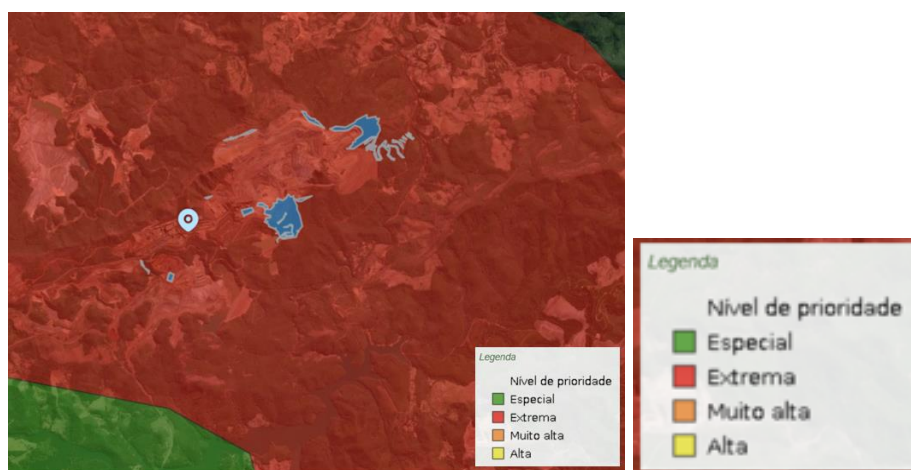 Legenda
Nível de prioridade
Especial
Extrema
Muito alta
Alta
Legenda
Nível de prioridade
Especial
Extrema
Muito alta
Alta